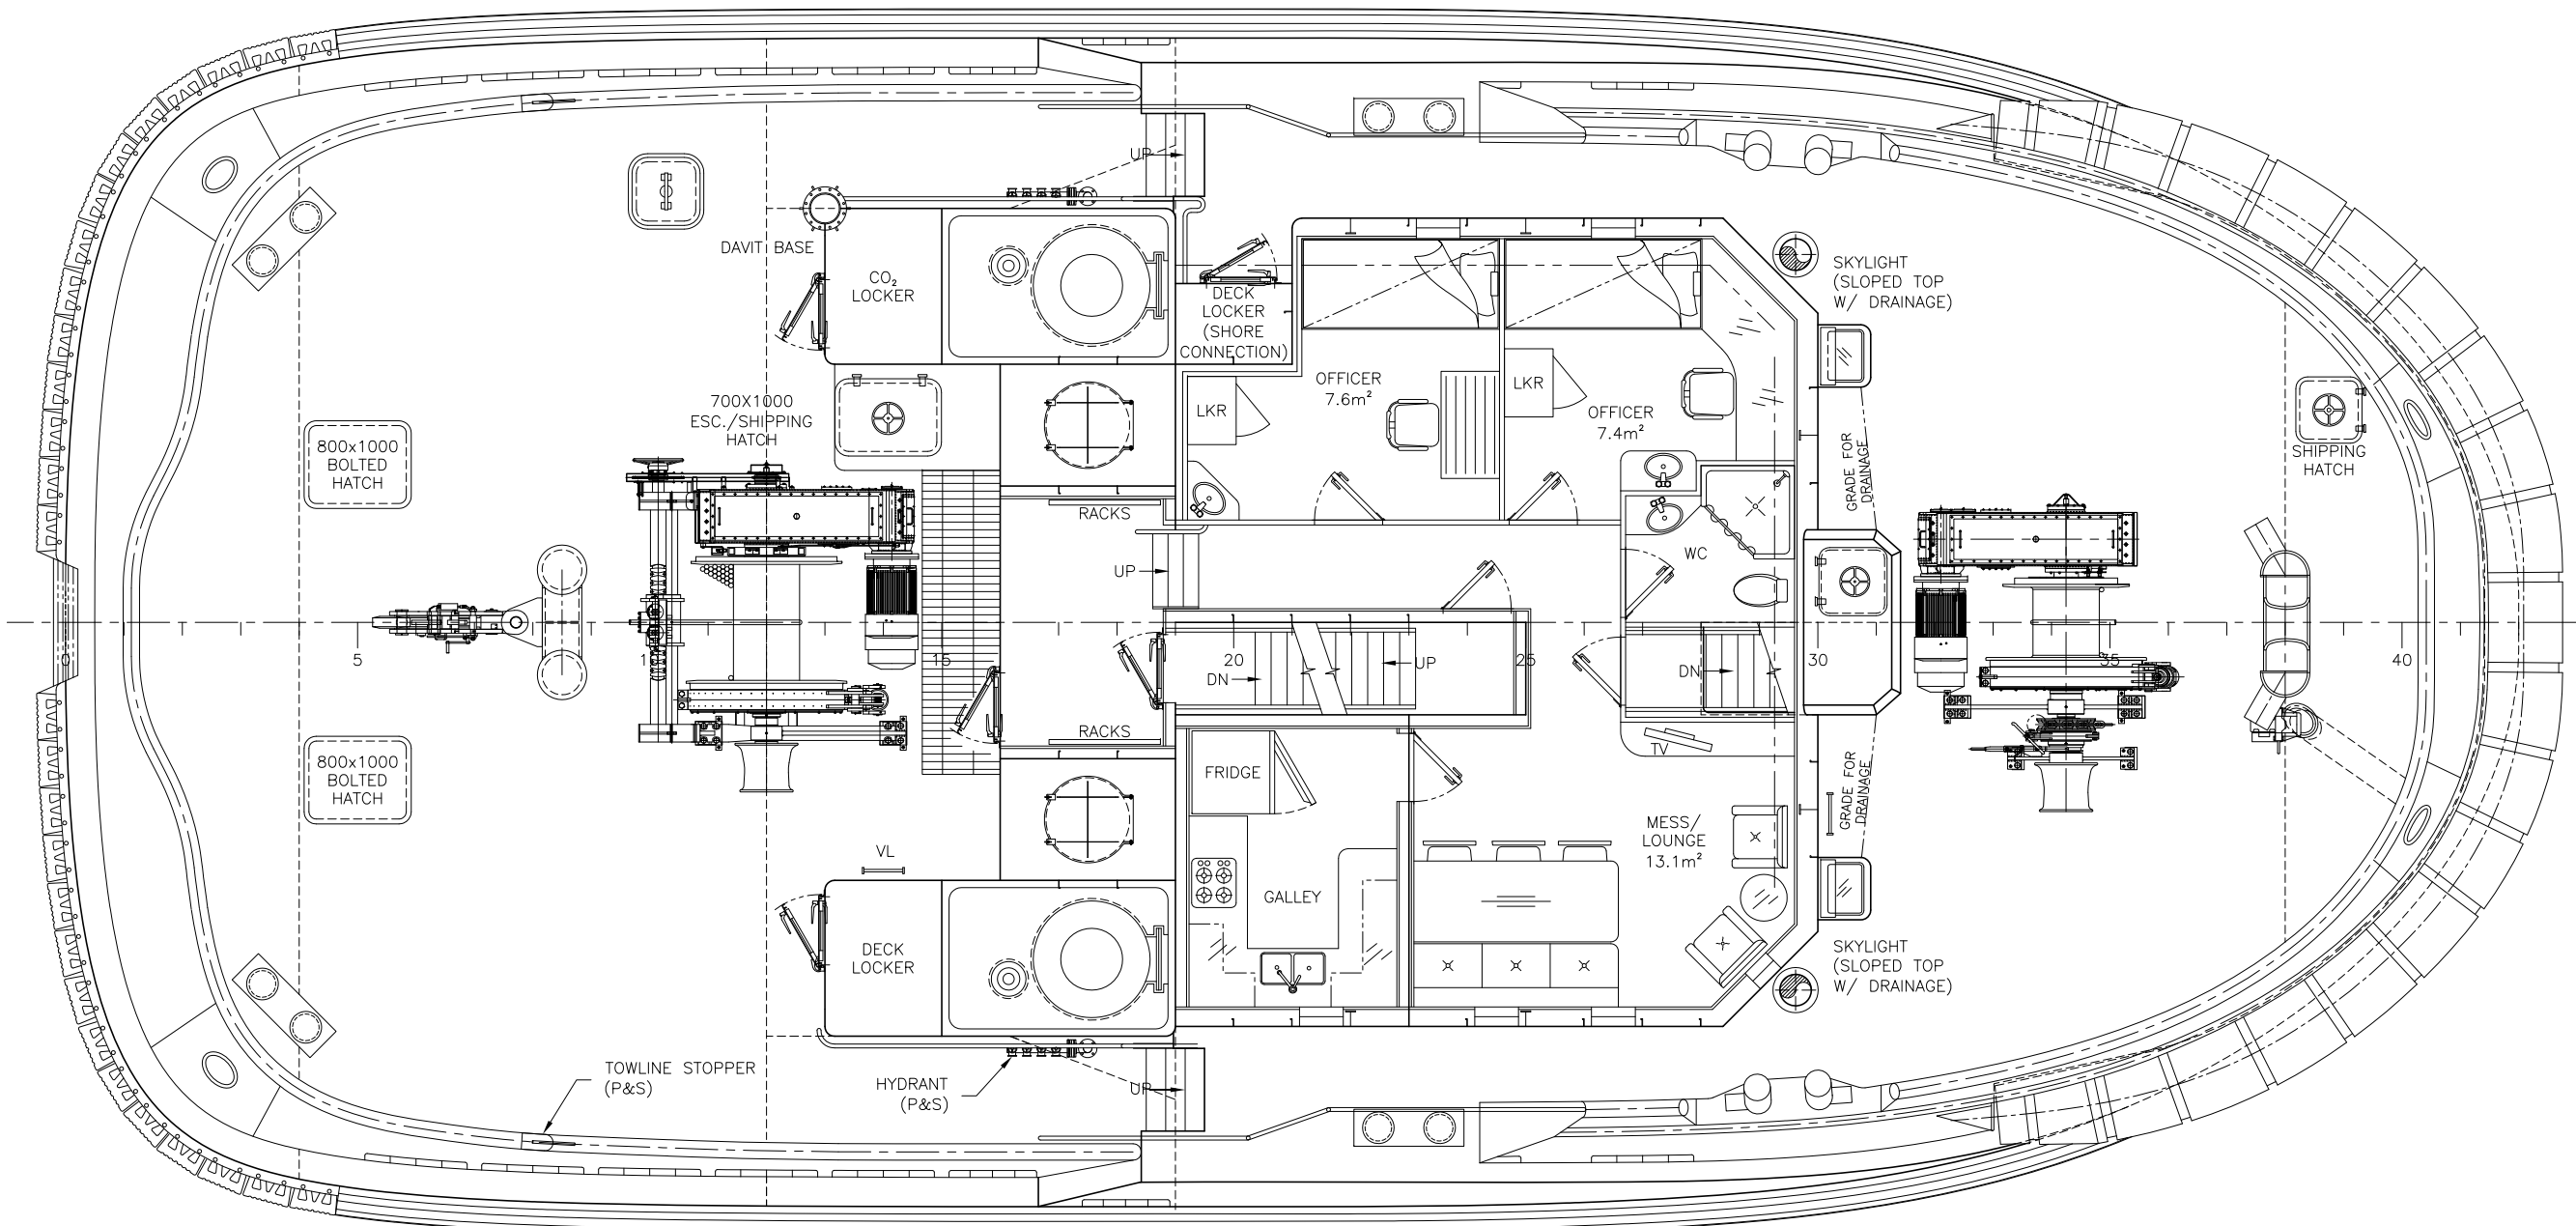 UP
DAVIT BASE
CO₂
LOCKER
DECK
LOCKER
(SHORE
CONNECTION)
SKYLIGHT
(SLOPED TOP
W/ DRAINAGE)
OFFICER
7.6m²
LKR
LKR
OFFICER
7.4m²
700X1000
ESC./SHIPPING
HATCH
800x1000
BOLTED
HATCH
GRADE FOR
DRAINAGE
SHIPPING
HATCH
RACKS
UP
WC
0
5
15
20
25
30
35
40
DN
UP
DN
RACKS
TV
FRIDGE
800x1000
BOLTED
HATCH
GRADE FOR
DRAINAGE
MESS/
LOUNGE
13.1m²
VL
GALLEY
DECK
LOCKER
SKYLIGHT
(SLOPED TOP
W/ DRAINAGE)
TOWLINE STOPPER
(P&S)
HYDRANT
(P&S)
UP